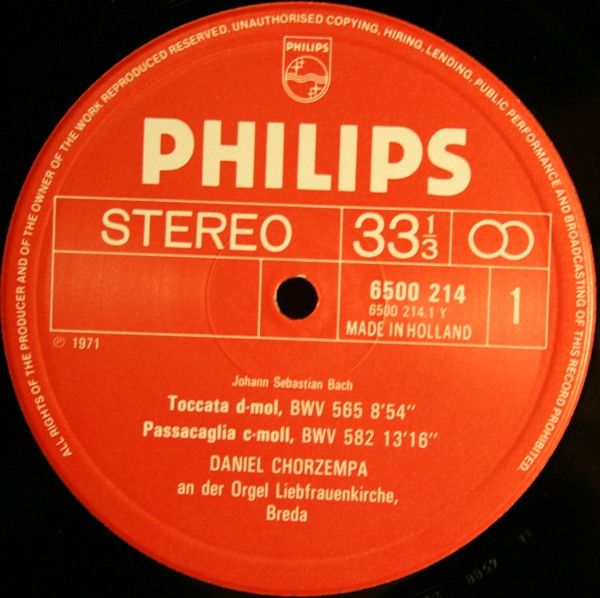 ALL RIGHTS OF THE PRODUCER AND OF THE OWNER OF THE WORK REPRODUCED RESERVED. UNAUTHORISED COPYING, HIRING, LENDING, PUBLIC PERFORMANCE AND BROADCASTING OF THIS RECORD PROHIBITED.
PHILIPS
PHILIPS
STEREO 33 1/3
6500 214 1
6500 214.1 Y
MADE IN HOLLAND
℗ 1971
Johann Sebastian Bach
Toccata d-mol, BWV 565 8'54"
Passacaglia c-moll, BWV 582 13'16"
DANIEL CHORZEMPA
an der Orgel Liebfrauenkirche,
Breda